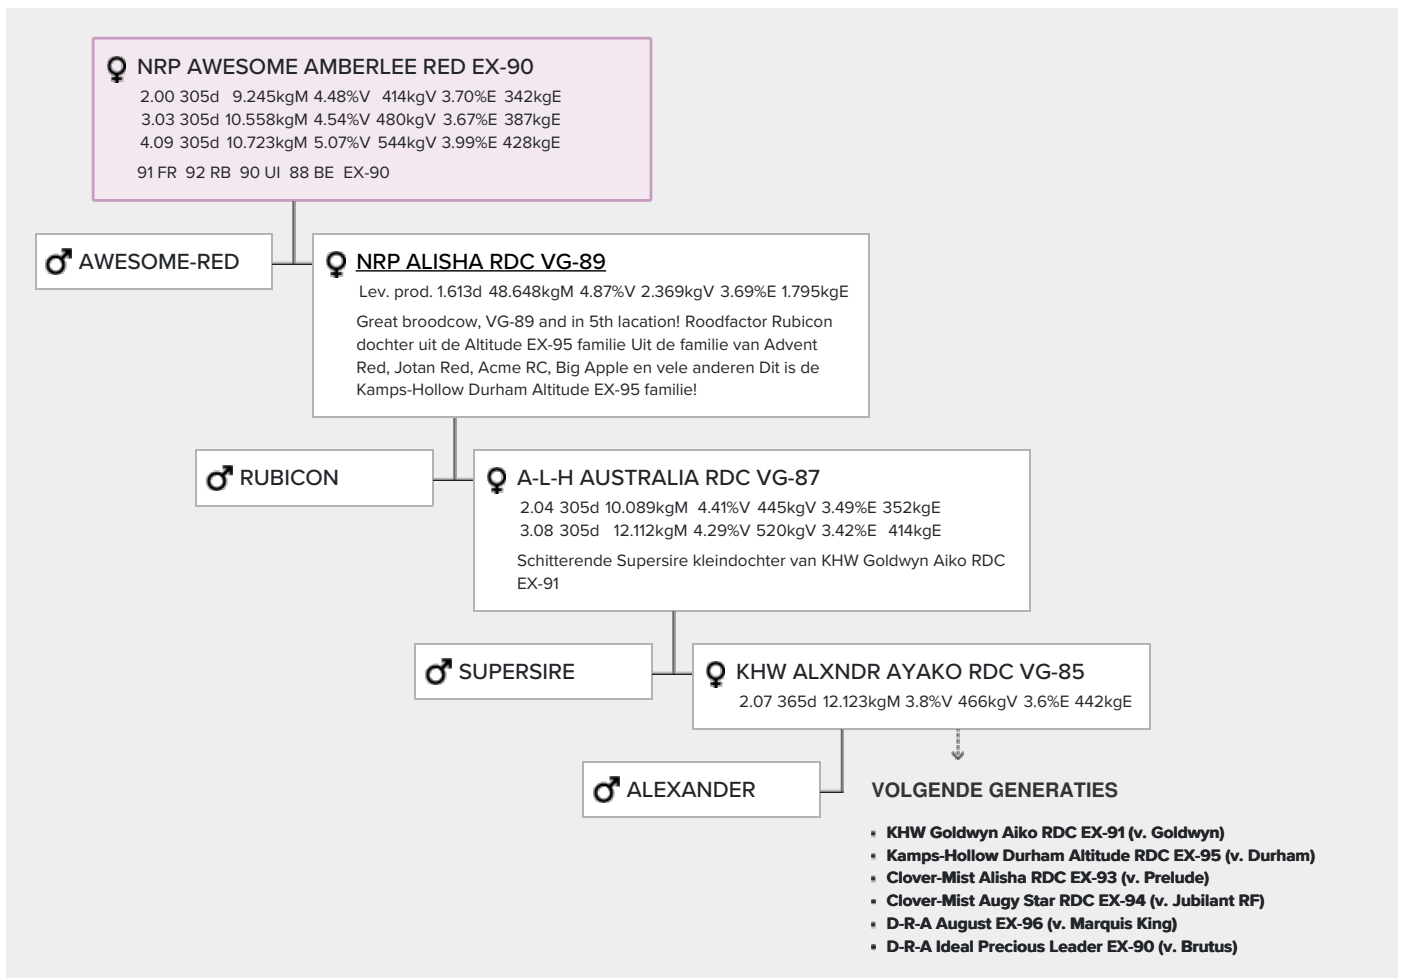 NRP AWESOME AMBERLEE RED EX-90
2.00 305d 9.245kgM 4.48%V 414kgV 3.70%E 342kgE
3.03 305d 10.558kgM 4.54%V 480kgV 3.67%E 387kgE
4.09 305d 10.723kgM 5.07%V 544kgV 3.99%E 428kgE
91 FR 92 RB 90 UI 88 BE EX-90
AWESOME-RED
NRP ALISHA RDC VG-89
Lev. prod. 1.613d 48.648kgM 4.87%V 2.369kgV 3.69%E 1.795kgE
Great broodcow, VG-89 and in 5th lacation! Roodfactor Rubicon
dochter uit de Altitude EX-95 familie Uit de familie van Advent
Red, Jotan Red, Acme RC, Big Apple en vele anderen Dit is de
Kamps-Hollow Durham Altitude EX-95 familie!
RUBICON
A-L-H AUSTRALIA RDC VG-87
2.04 305d 10.089kgM 4.41%V 445kgV 3.49%E 352kgE
3.08 305d 12.112kgM 4.29%V 520kgV 3.42%E 414kgE
Schitterende Supersire kleindochter van KHW Goldwyn Aiko RDC
EX-91
SUPERSIRE
KHW ALXNDR AYAKO RDC VG-85
2.07 365d 12.123kgM 3.8%V 466kgV 3.6%E 442kgE
ALEXANDER
VOLGENDE GENERATIES
• KHW Goldwyn Aiko RDC EX-91 (v. Goldwyn)
• Kamps-Hollow Durham Altitude RDC EX-95 (v. Durham)
• Clover-Mist Alisha RDC EX-93 (v. Prelude)
• Clover-Mist Augy Star RDC EX-94 (v. Jubilant RF)
• D-R-A August EX-96 (v. Marquis King)
• D-R-A Ideal Precious Leader EX-90 (v. Brutus)